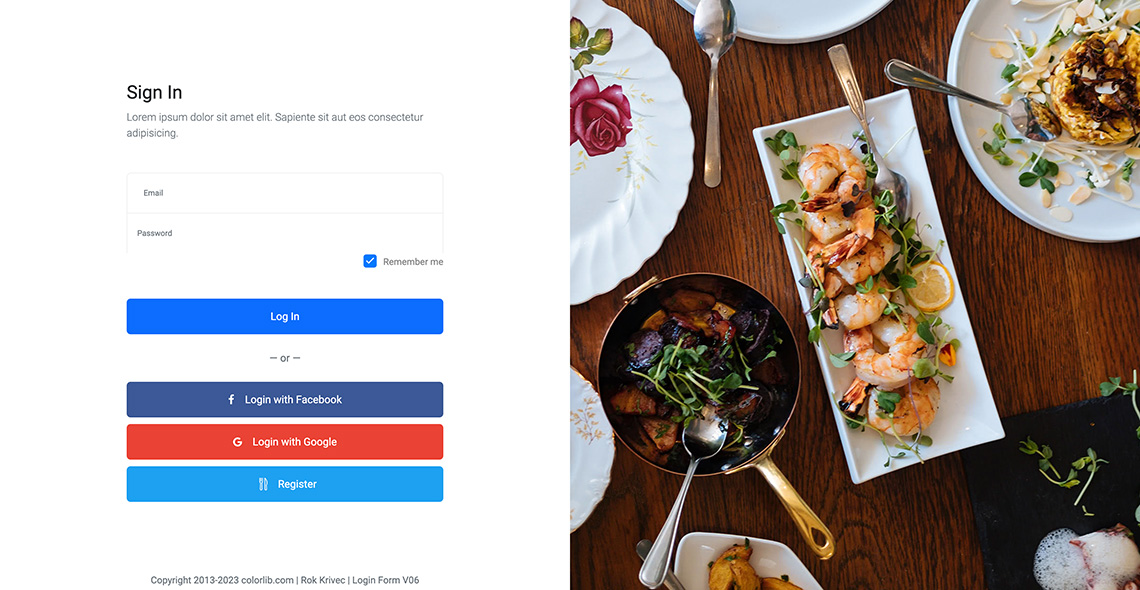 Sign In
Lorem ipsum dolor sit amet elit. Sapiente sit aut eos consectetur
adipisicing.
Email
Password
Remember me
Log In
— or —
Login with Facebook
G Login with Google
Register
Copyright 2013-2023 colorlib.com | Rok Krivec | Login Form V06